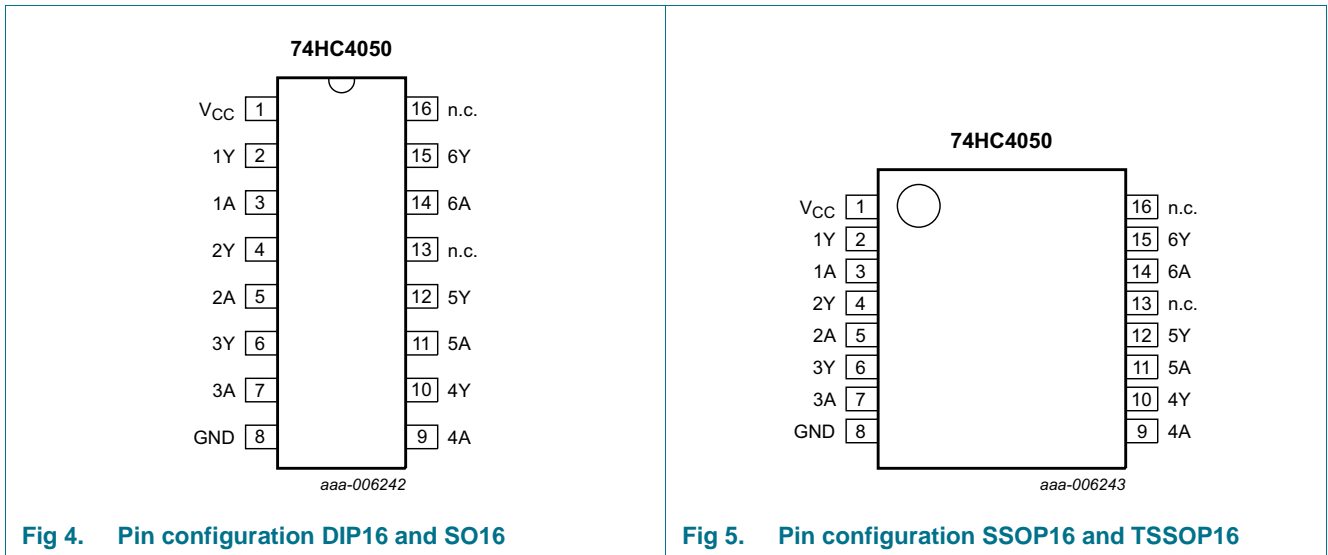 74HC4050
VCC 1 16 n.c.
1Y 2 15 6Y
1A 3 14 6A
2Y 4 13 n.c.
2A 5 12 5Y
3Y 6 11 5A
3A 7 10 4Y
GND 8 9 4A
aaa-006242
Fig 4. Pin configuration DIP16 and SO16
74HC4050
VCC 1 16 n.c.
1Y 2 15 6Y
1A 3 14 6A
2Y 4 13 n.c.
2A 5 12 5Y
3Y 6 11 5A
3A 7 10 4Y
GND 8 9 4A
aaa-006243
Fig 5. Pin configuration SSOP16 and TSSOP16